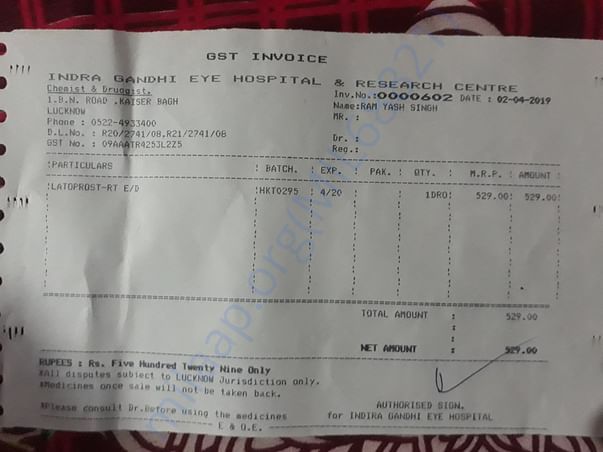 GST INVOICE
INDRA GANDHI EYE HOSPITAL & RESEARCH CENTRE
Chemist & Druggist.
1.B.N. ROAD ,KAISER BAGH
LUCKNOW
Phone : 0522-4933400
D.L.No. : R20/2741/08,R21/2741/08
GST No. : 09AAATR4253L2Z5
Inv.No.:0000602 DATE : 02-04-2019
Name:RAM YASH SINGH
MR. :
Dr. :
Reg.:
PARTICULARS BATCH. EXP. PAK. QTY. M.R.P. AMOUNT
LATOPROST-RT E/D HKT0295 4/20 1DRO 529.00 529.00
TOTAL AMOUNT : 529.00
NET AMOUNT : 529.00
RUPEES : Rs. Five Hundred Twenty Nine Only
#All disputes subject to LUCKNOW Jurisdiction only.
#Medicines once sale will not be taken back.
#Please consult Dr.Before using the medicines
E & O.E.
AUTHORISED SIGN.
for INDIRA GANDHI EYE HOSPITAL